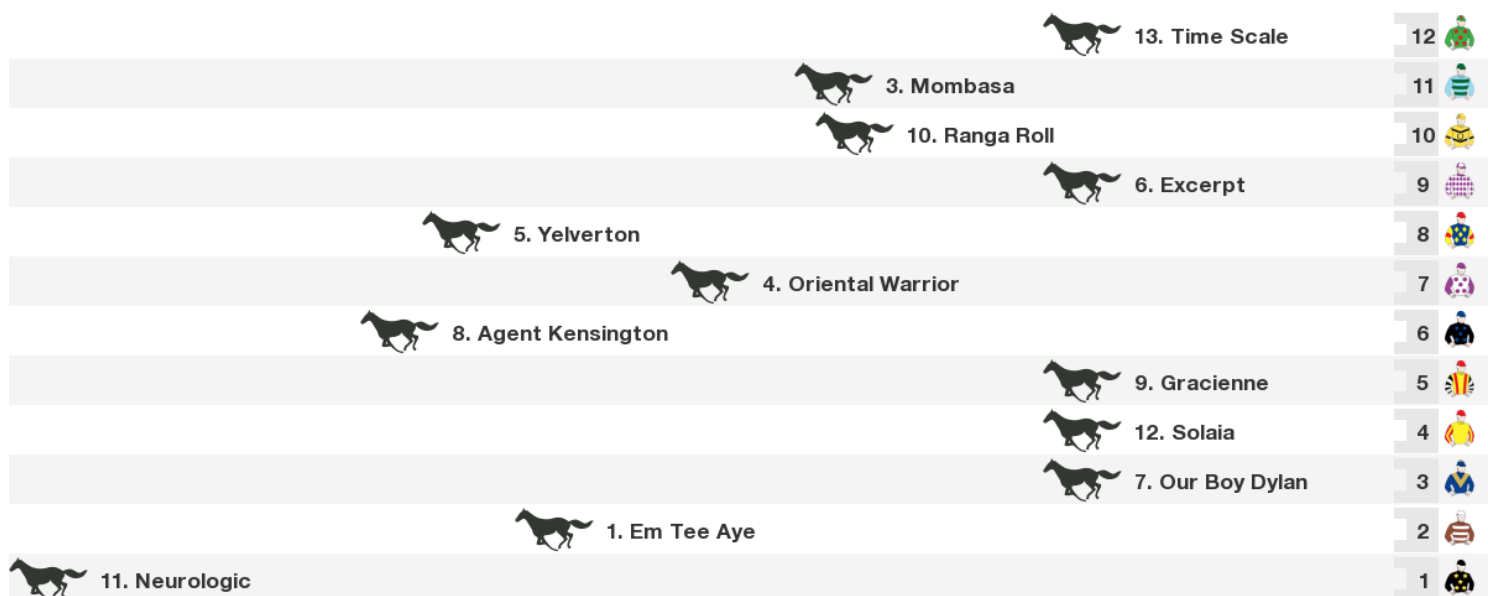 13. Time Scale 12
3. Mombasa 11
10. Ranga Roll 10
6. Excerpt 9
5. Yelverton 8
4. Oriental Warrior 7
8. Agent Kensington 6
9. Gracienne 5
12. Solaia 4
7. Our Boy Dylan 3
1. Em Tee Aye 2
11. Neurologic 1